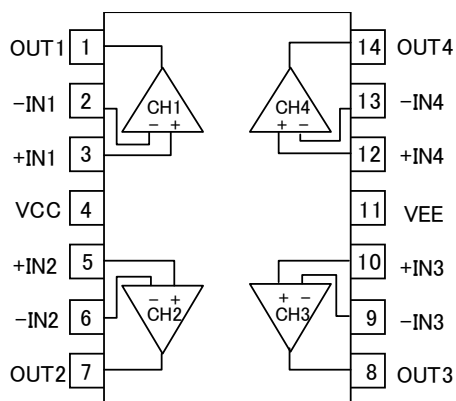 OUT1 1 14 OUT4
-IN1 2 CH1 CH4 13 -IN4
- + + -
+IN1 3 12 +IN4
VCC 4 11 VEE
+IN2 5 10 +IN3
- + + -
-IN2 6 CH2 CH3 9 -IN3
OUT2 7 8 OUT3